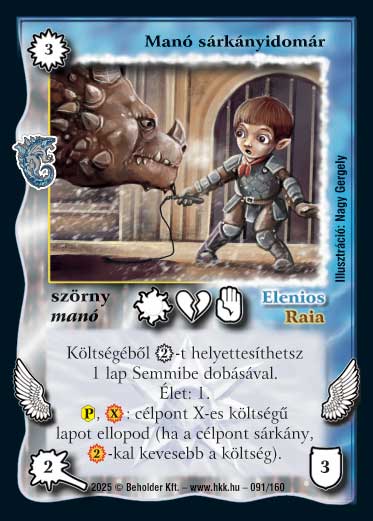 3
Manó sárkányidomár
Illusztráció: Nagy Gergely
szörny
manó
Elenios
Raia
Költségéből 2-t helyettesíthetsz
1 lap Semmibe dobásával.
Élet: 1.
P, X: célpont X-es költségű
lapot ellopod (ha a célpont sárkány,
2-kal kevesebb a költség).
2
3
2025 © Beholder Kft. – www.hkk.hu – 091/160